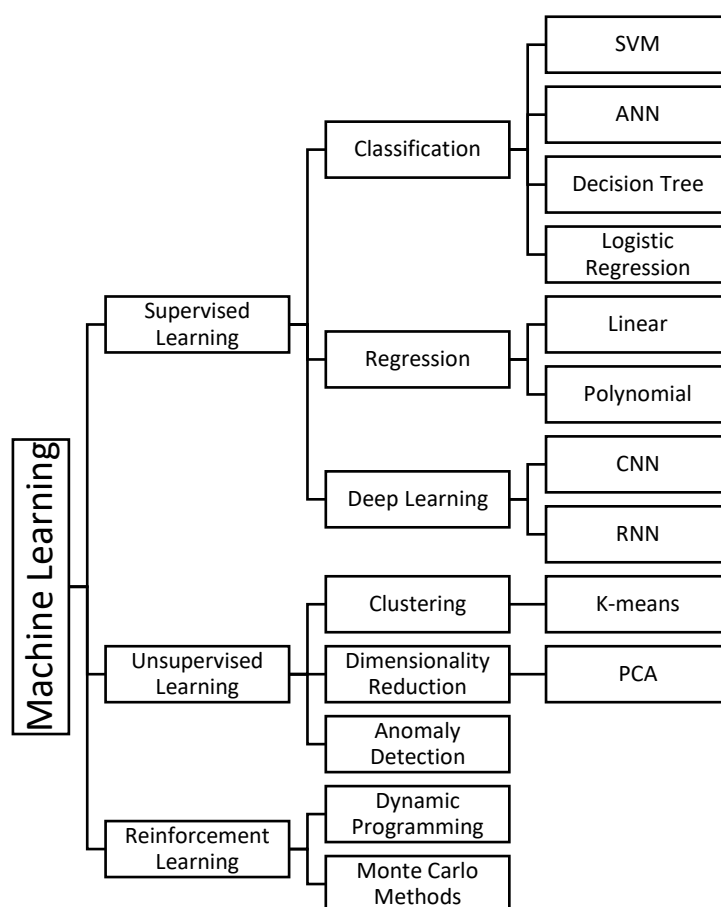 Machine Learning
Supervised
Learning
Classification
SVM
ANN
Decision Tree
Logistic
Regression
Regression
Linear
Polynomial
Deep Learning
CNN
RNN
Unsupervised
Learning
Clustering
K-means
Dimensionality
Reduction
PCA
Anomaly
Detection
Reinforcement
Learning
Dynamic
Programming
Monte Carlo
Methods